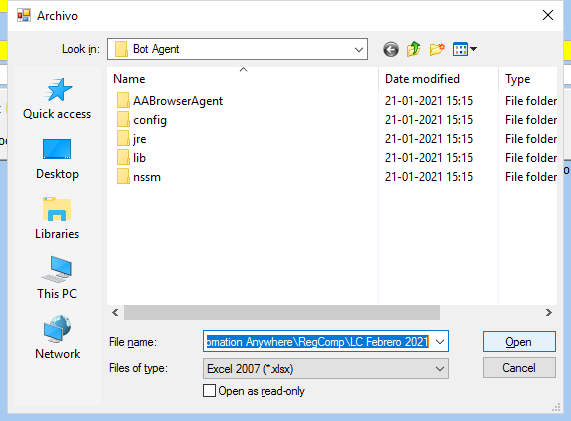 Archivo
Look in: Bot Agent
Name Date modified Type
AABrowserAgent 21-01-2021 15:15 File folder
config 21-01-2021 15:15 File folder
jre 21-01-2021 15:15 File folder
lib 21-01-2021 15:15 File folder
nssm 21-01-2021 15:15 File folder
Quick access
Desktop
Libraries
This PC
Network
File name: omation Anywhere\RegComp\LC Febrero 2021 Open
Files of type: Excel 2007 (*.xlsx) Cancel
Open as read-only